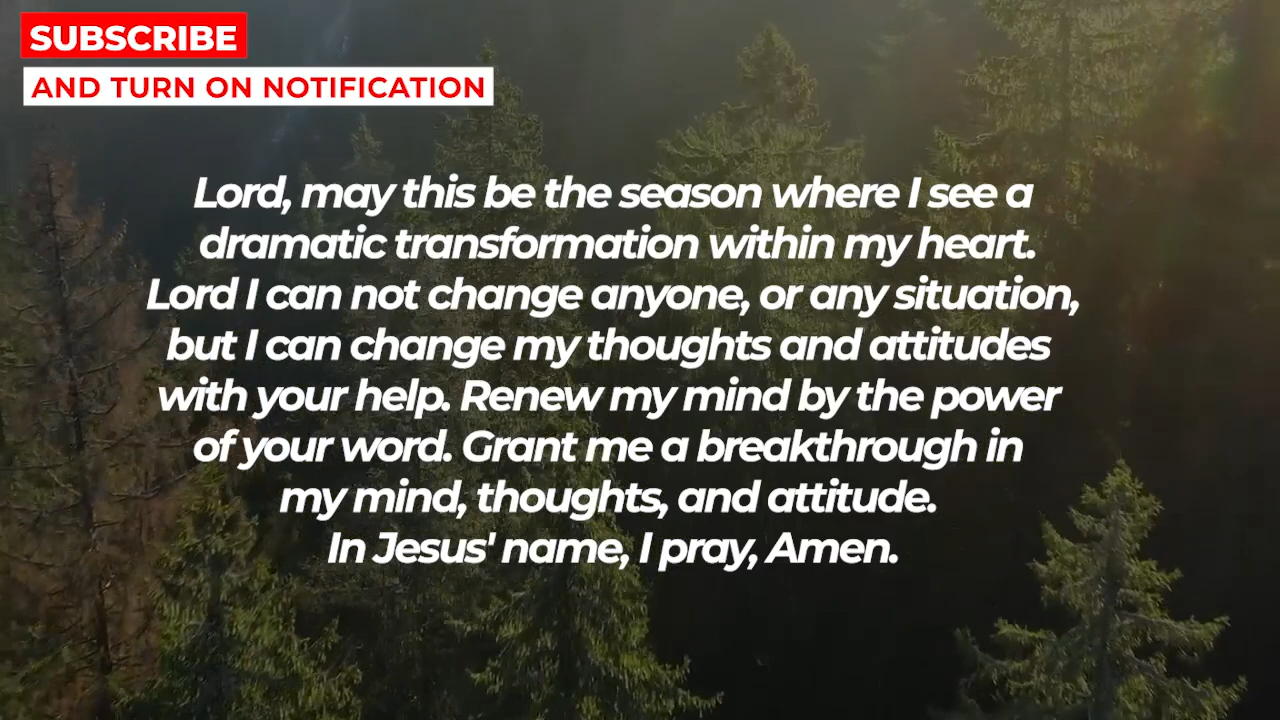 SUBSCRIBE
AND TURN ON NOTIFICATION
Lord, may this be the season where I see a
dramatic transformation within my heart.
Lord I can not change anyone, or any situation,
but I can change my thoughts and attitudes
with your help. Renew my mind by the power
of your word. Grant me a breakthrough in
my mind, thoughts, and attitude.
In Jesus' name, I pray, Amen.